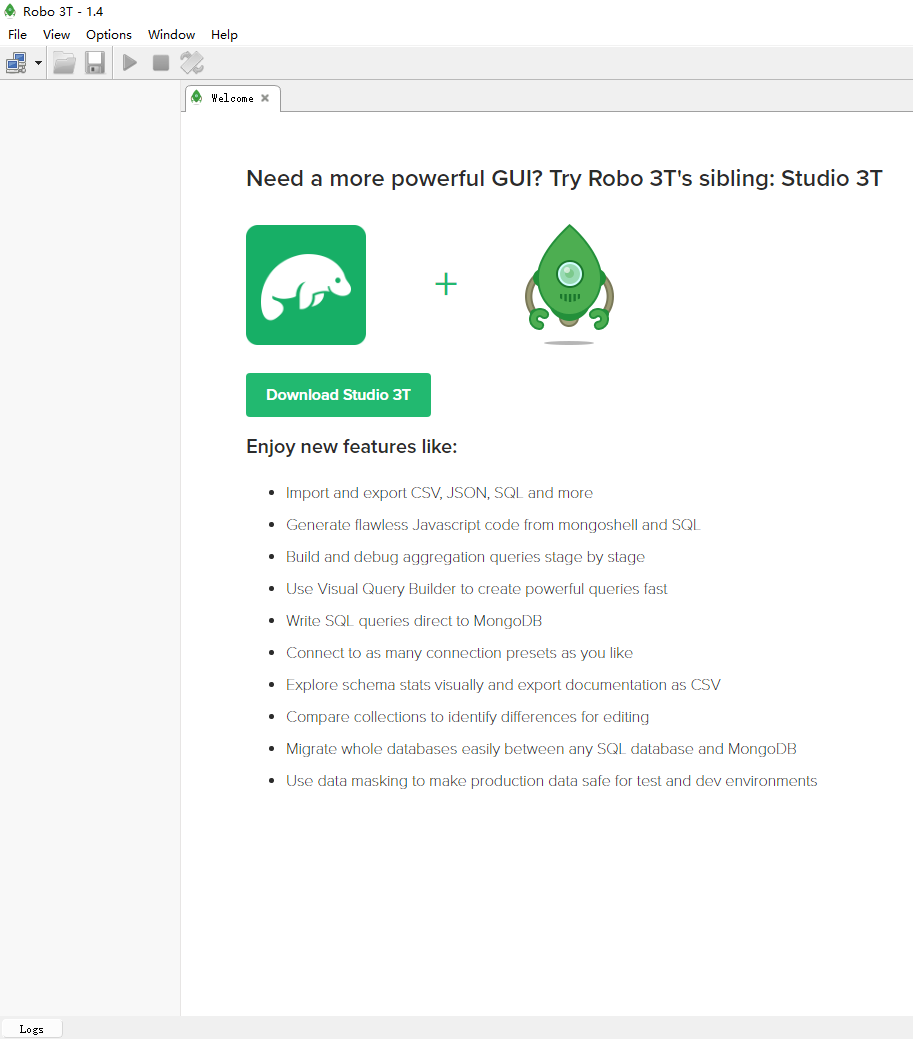 Robo 3T - 1.4
File View Options Window Help
Welcome
Need a more powerful GUI? Try Robo 3T's sibling: Studio 3T
+
Download Studio 3T
Enjoy new features like:
Import and export CSV, JSON, SQL and more
Generate flawless Javascript code from mongoshell and SQL
Build and debug aggregation queries stage by stage
Use Visual Query Builder to create powerful queries fast
Write SQL queries direct to MongoDB
Connect to as many connection presets as you like
Explore schema stats visually and export documentation as CSV
Compare collections to identify differences for editing
Migrate whole databases easily between any SQL database and MongoDB
Use data masking to make production data safe for test and dev environments
Logs